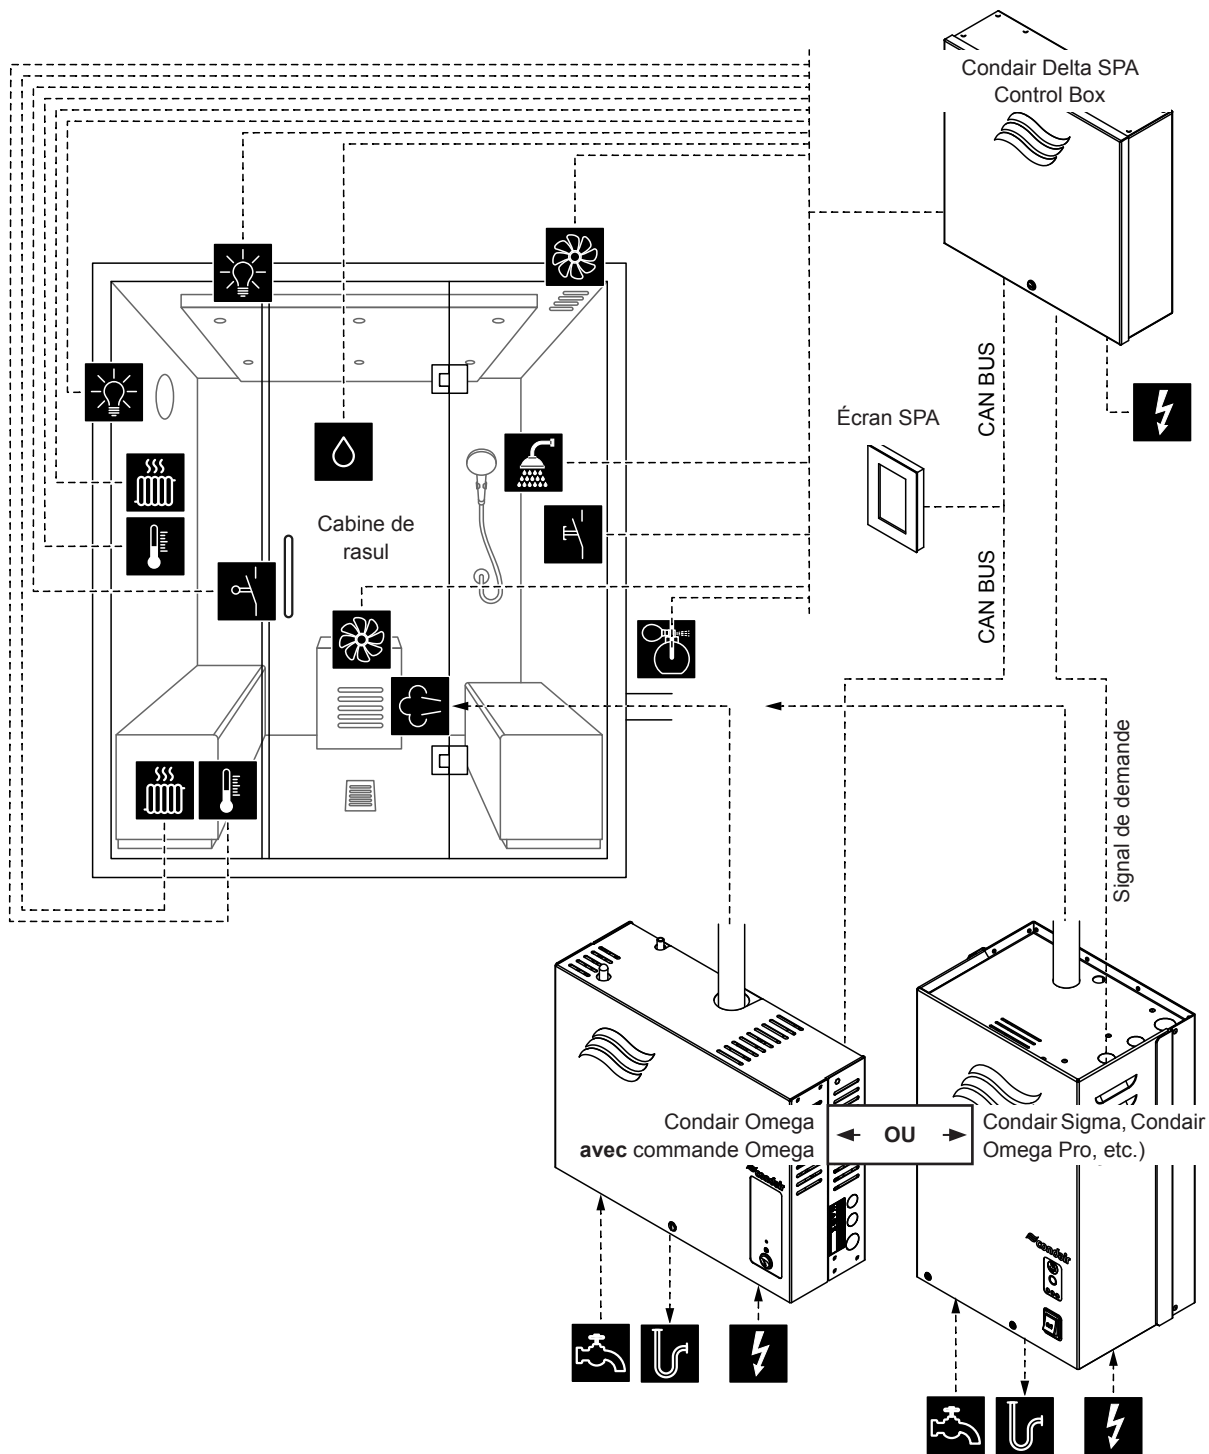 Condair Delta SPA
Control Box
CAN BUS
Écran SPA
Cabine de
rasul
CAN BUS
Signal de demande
Condair Omega
avec commande Omega
OU
Condair Sigma, Condair
Omega Pro, etc.)
condair
condair